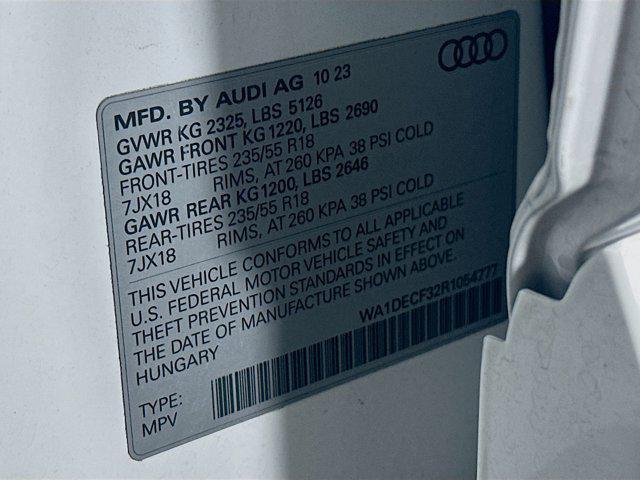 MFD. BY AUDI AG 10 23
GVWR KG 2325, LBS 5126
GAWR FRONT KG 1220, LBS 2690
FRONT-TIRES 235/55 R18
7JX18 RIMS, AT 260 KPA 38 PSI COLD
GAWR REAR KG 1200, LBS 2646
REAR-TIRES 235/55 R18
7JX18 RIMS, AT 260 KPA 38 PSI COLD
THIS VEHICLE CONFORMS TO ALL APPLICABLE
U.S. FEDERAL MOTOR VEHICLE SAFETY AND
THEFT PREVENTION STANDARDS IN EFFECT ON
THE DATE OF MANUFACTURE SHOWN ABOVE.
HUNGARY
WA1DECF32R1054777
TYPE:
MPV